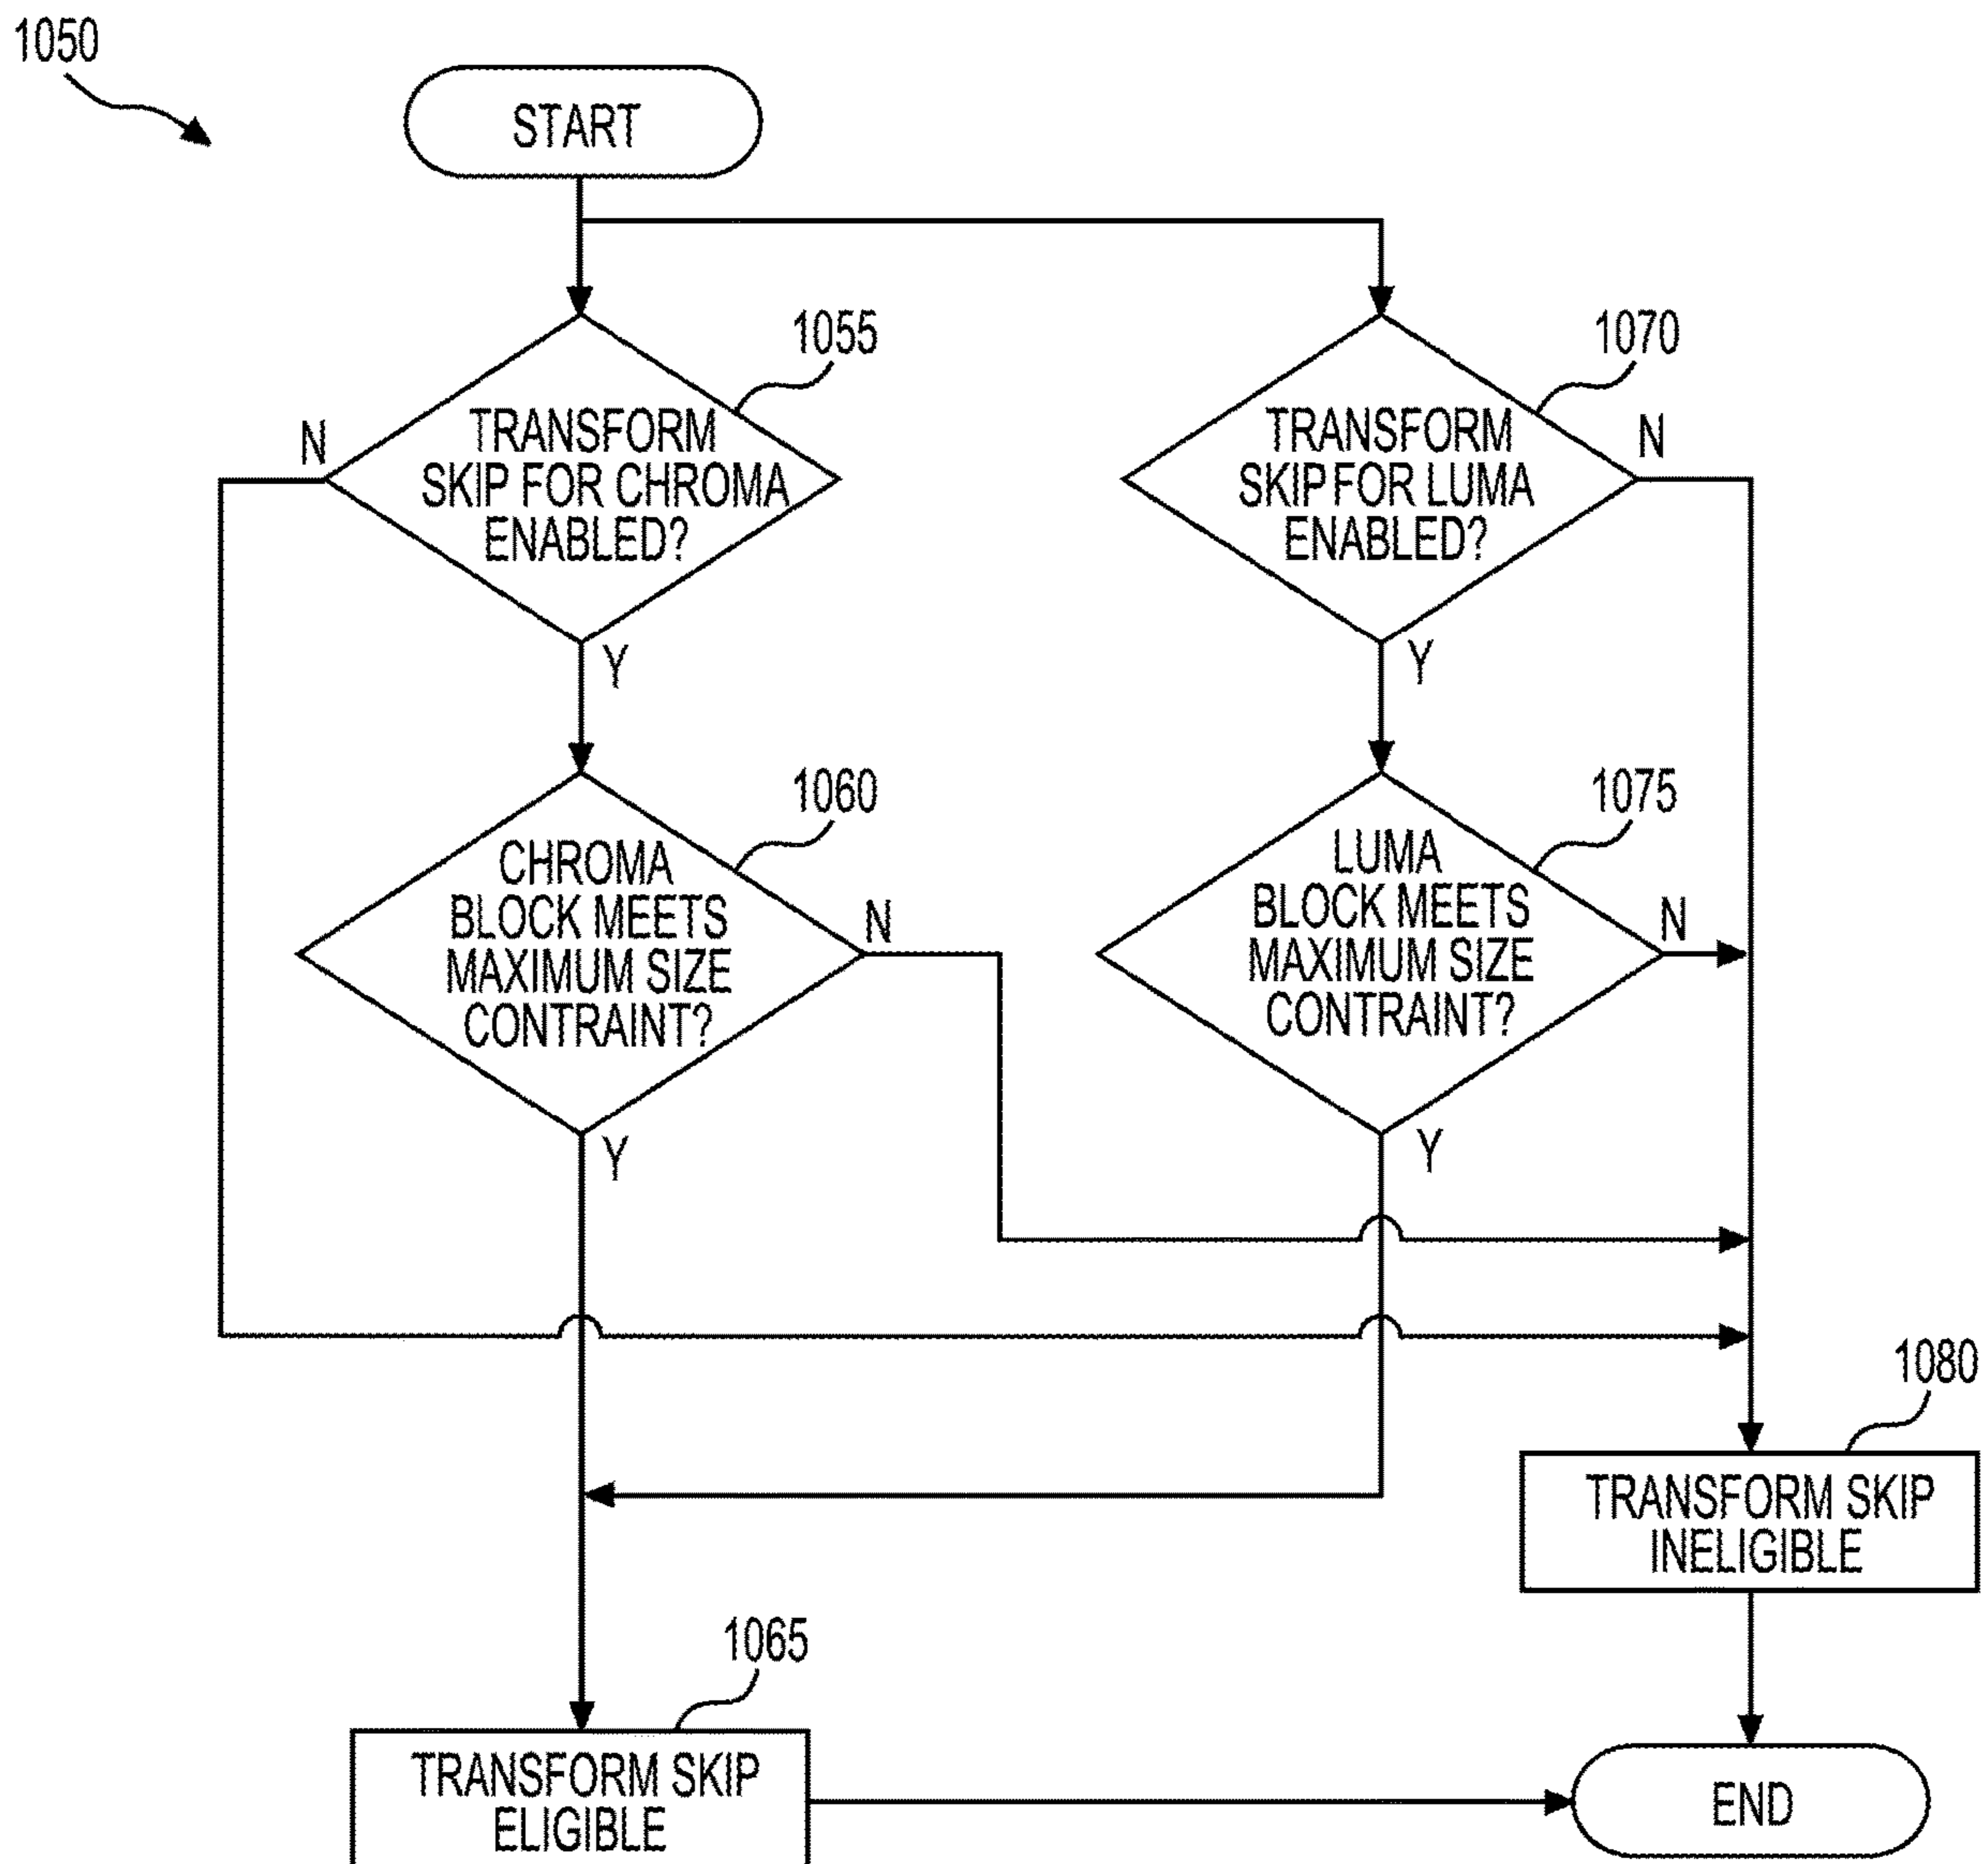 1050
START
1055
TRANSFORM
SKIP FOR CHROMA
ENABLED?
N
Y
1070
TRANSFORM
SKIP FOR LUMA
ENABLED?
N
Y
1060
CHROMA
BLOCK MEETS
MAXIMUM SIZE
CONTRAINT?
N
Y
1075
LUMA
BLOCK MEETS
MAXIMUM SIZE
CONTRAINT?
N
Y
1080
TRANSFORM SKIP
INELIGIBLE
1065
TRANSFORM SKIP
ELIGIBLE
END